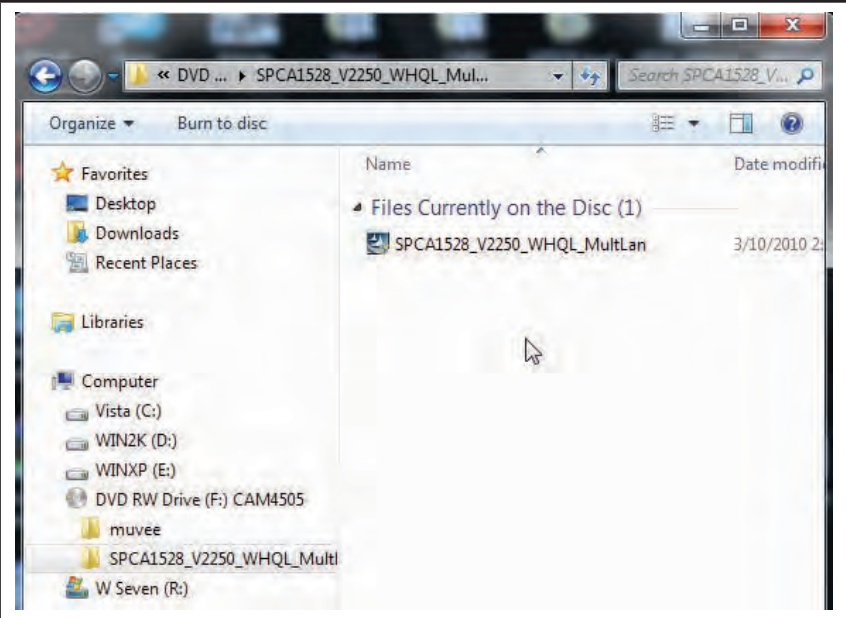 « DVD ... ▸ SPCA1528_V2250_WHQL_Mul...
Search SPCA1528_V...
Organize
Burn to disc
Name
Date modifi
Favorites
Desktop
Downloads
Recent Places
Libraries
Computer
Vista (C:)
WIN2K (D:)
WINXP (E:)
DVD RW Drive (F:) CAM4505
muvee
SPCA1528_V2250_WHQL_Multl
W Seven (R:)
Files Currently on the Disc (1)
SPCA1528_V2250_WHQL_MultLan
3/10/2010 2: